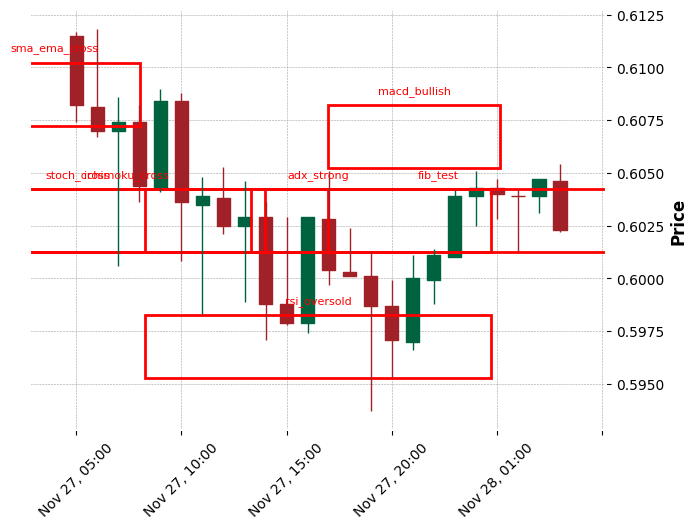 0.6125
sma_ema_cross
0.6100
macd_bullish
0.6075
stoch_cross
ichimoku_cross
adx_strong
fib_test
0.6050
0.6025
Price
0.6000
rsi_oversold
0.5975
0.5950
Nov 27, 05:00
Nov 27, 10:00
Nov 27, 15:00
Nov 27, 20:00
Nov 28, 01:00